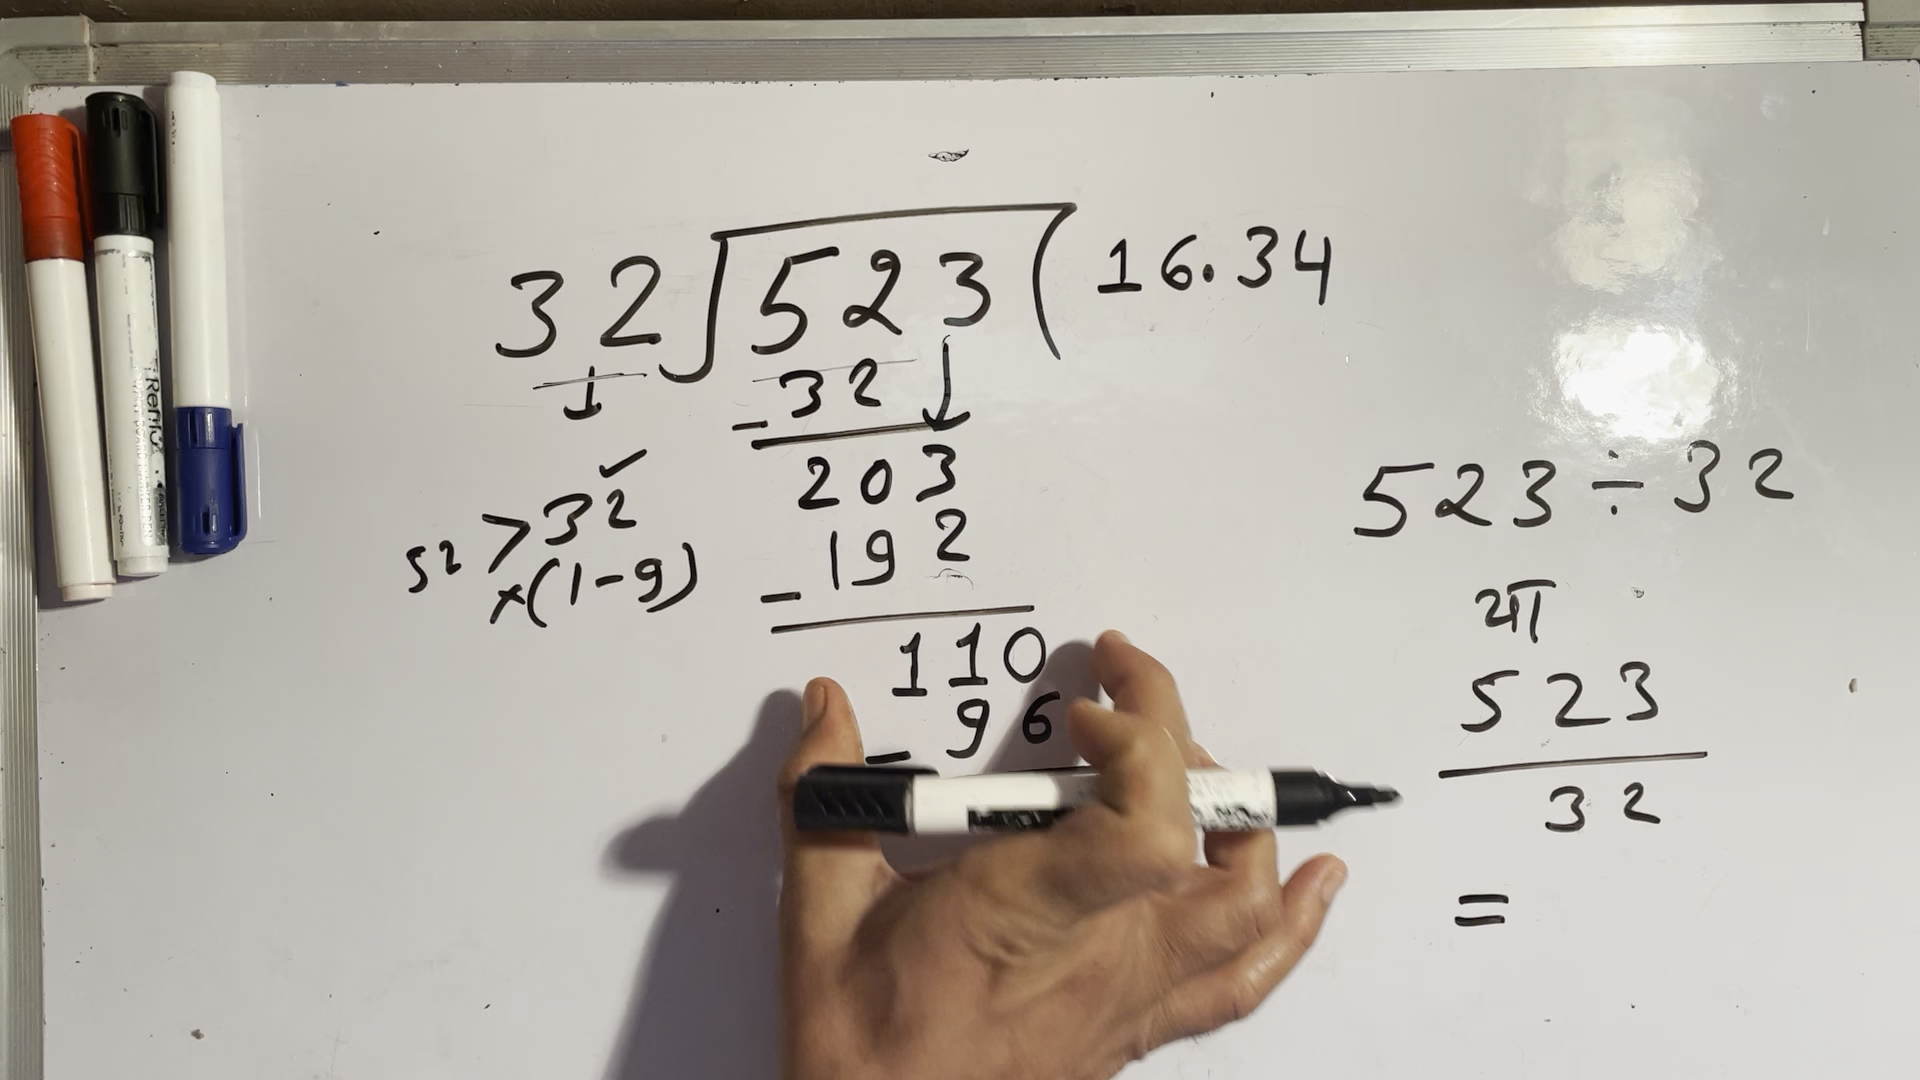 32 523 ( 16.34
1
- 32
203
- 192
110
- 96
52 > 32
×(1-9)
523 ÷ 32
या
523
32
=